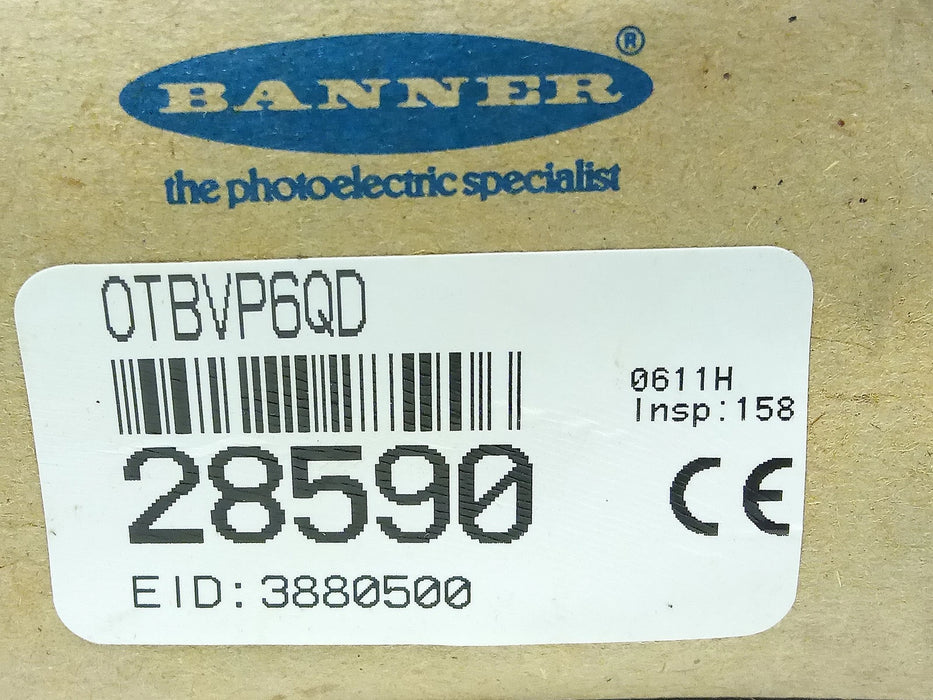 BANNER®
the photoelectric specialist
OTBVP6QD
0611H
Insp:158
28590
CE
EID:3880500